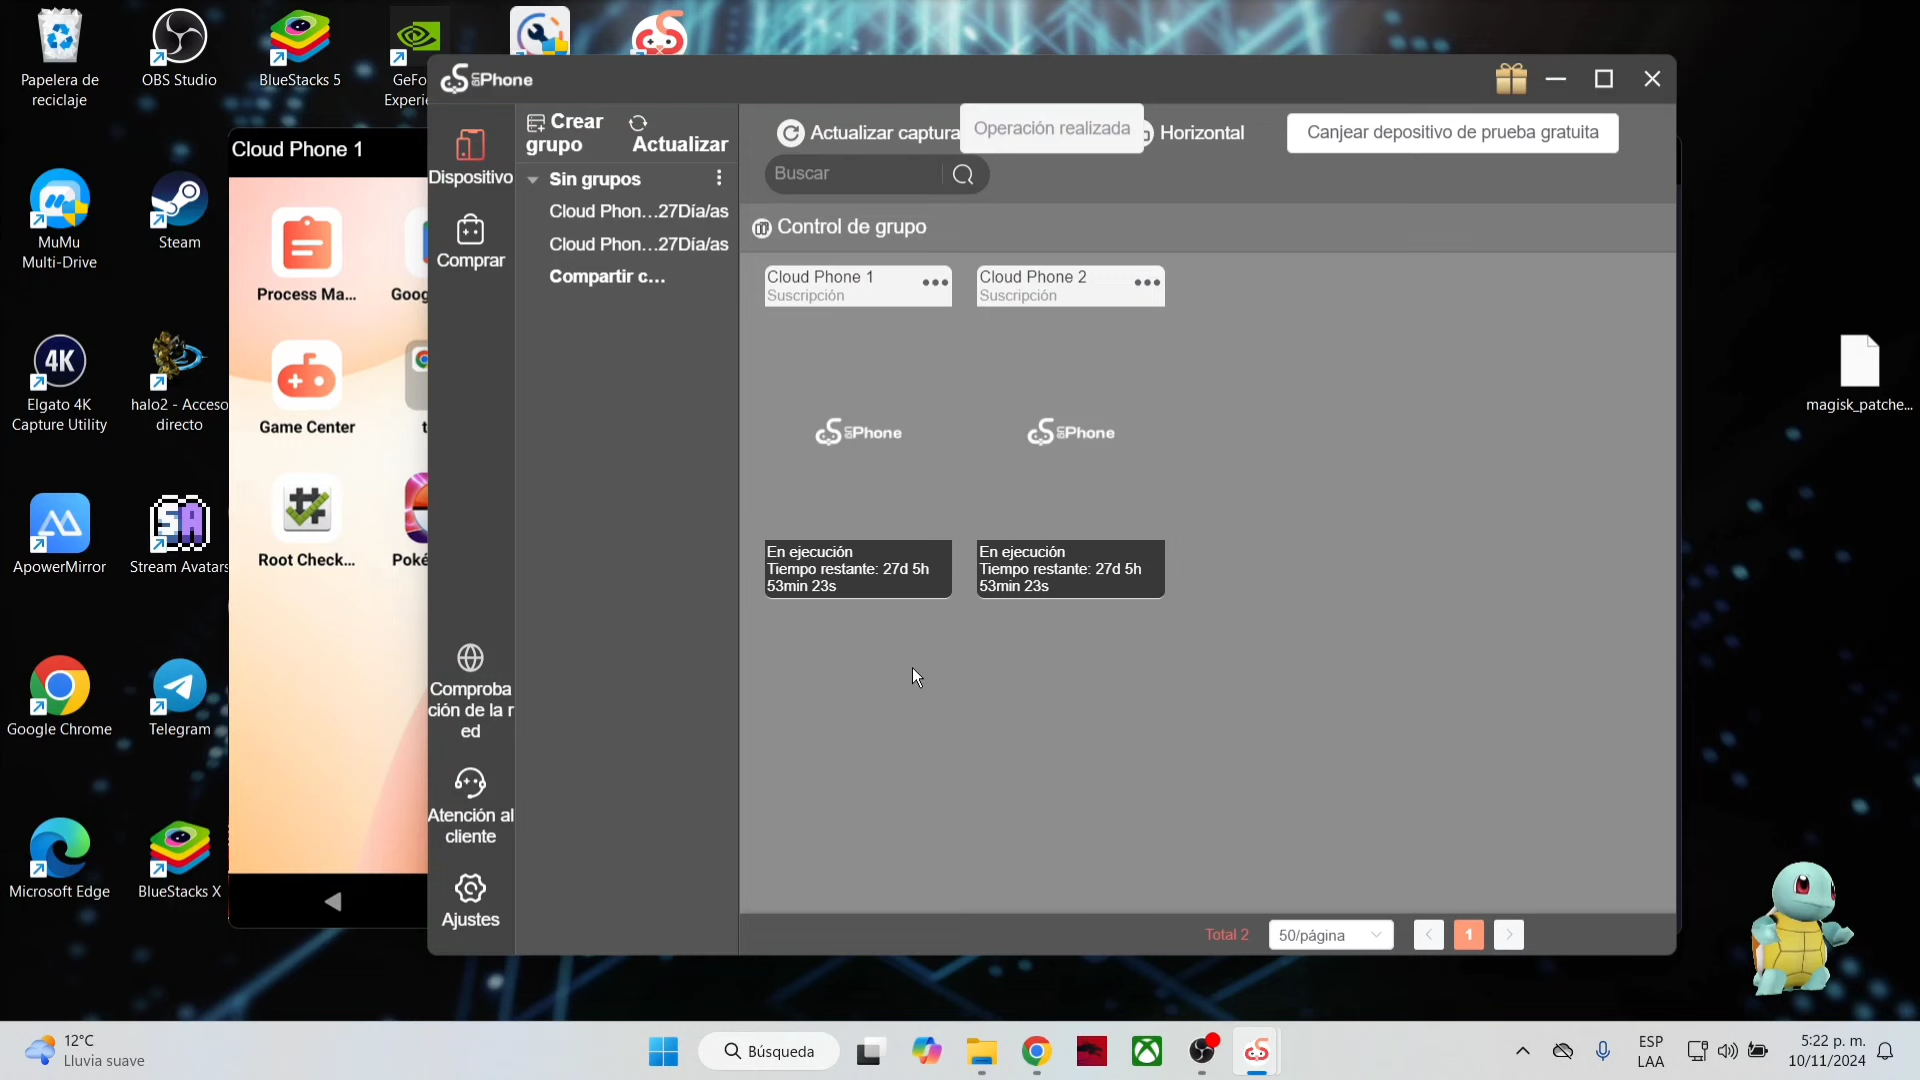 Papelera de
reciclaje
OBS Studio
BlueStacks 5
GeFo
Experie
MuMu
Multi-Drive
Steam
4K
Elgato 4K
Capture Utility
halo2 - Acceso
directo
ApowerMirror
SA
Stream Avatars
Google Chrome
Telegram
Microsoft Edge
BlueStacks X
magisk_patche...
Cloud Phone 1
Process Ma...
Goog
Game Center
t
Root Check...
Poké
Phone
Dispositivo
Comprar
Comproba
ción de la r
ed
Atención al
cliente
Ajustes
Crear
grupo
Actualizar
Sin grupos
Cloud Phon...27Día/as
Cloud Phon...27Día/as
Compartir c...
Actualizar captura
Operación realizada
Horizontal
Canjear depositivo de prueba gratuita
Buscar
Control de grupo
Cloud Phone 1
Suscripción
Phone
En ejecución
Tiempo restante: 27d 5h
53min 23s
Cloud Phone 2
Suscripción
Phone
En ejecución
Tiempo restante: 27d 5h
53min 23s
Total 2
50/página
1
12°C
Lluvia suave
Búsqueda
ESP
LAA
5:22 p. m.
10/11/2024